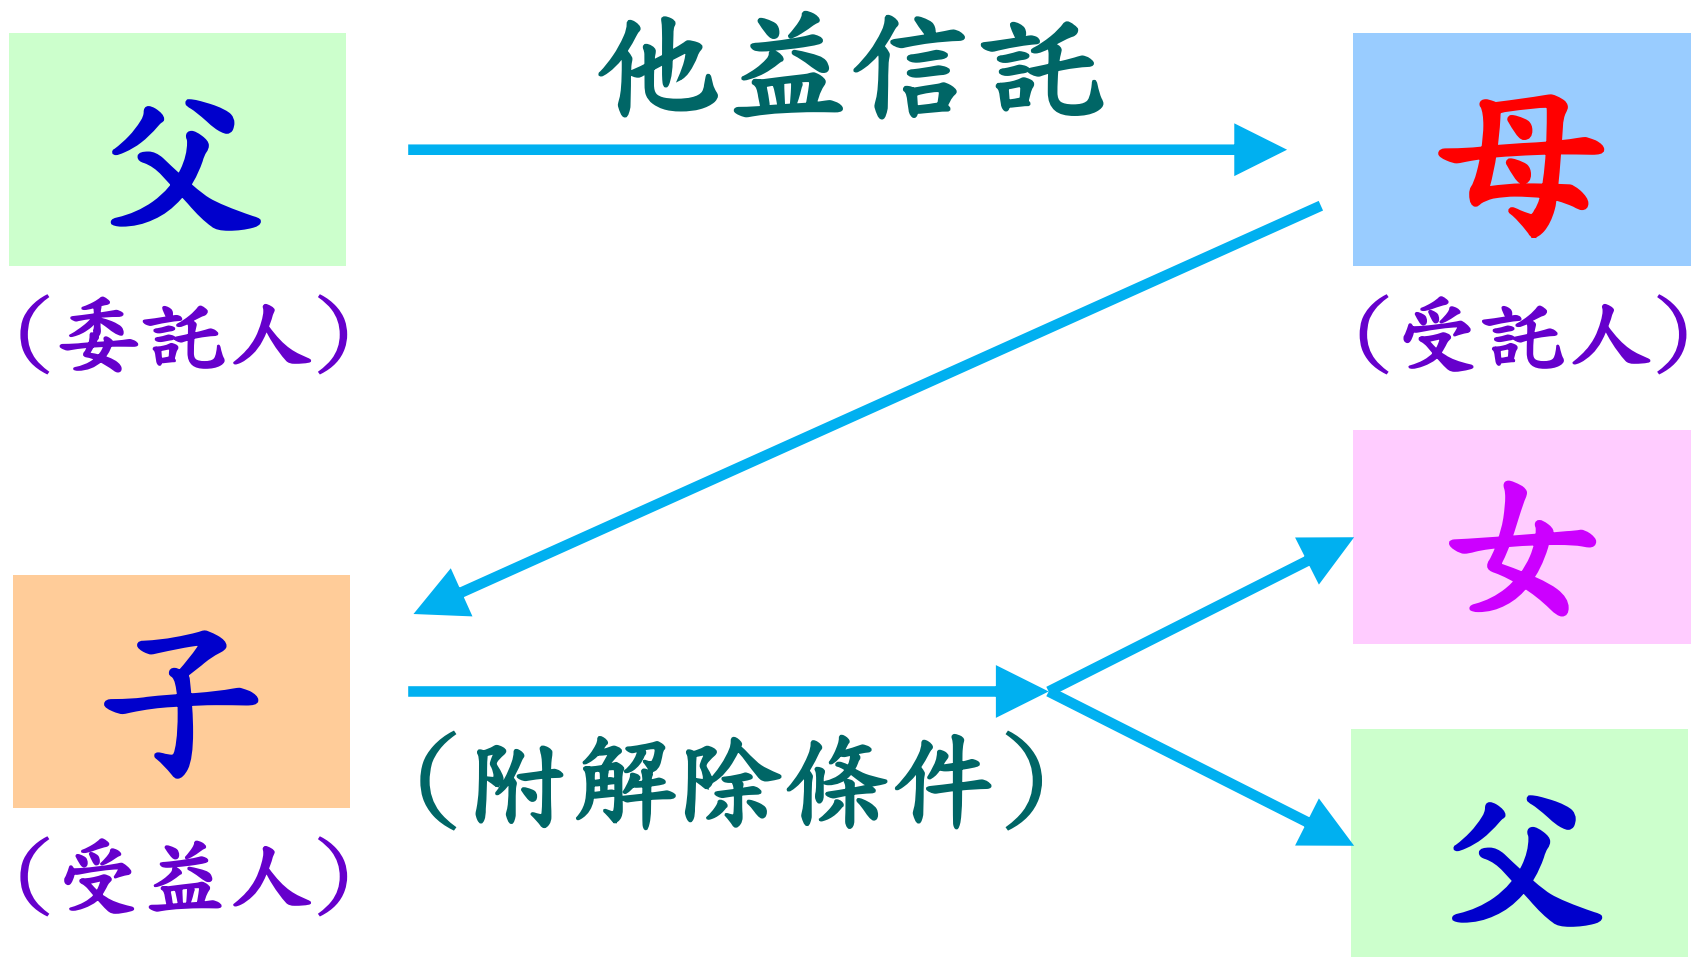 他益信託
父
母
(委託人)
(受託人)
女
子
(附解除條件)
父
(受益人)